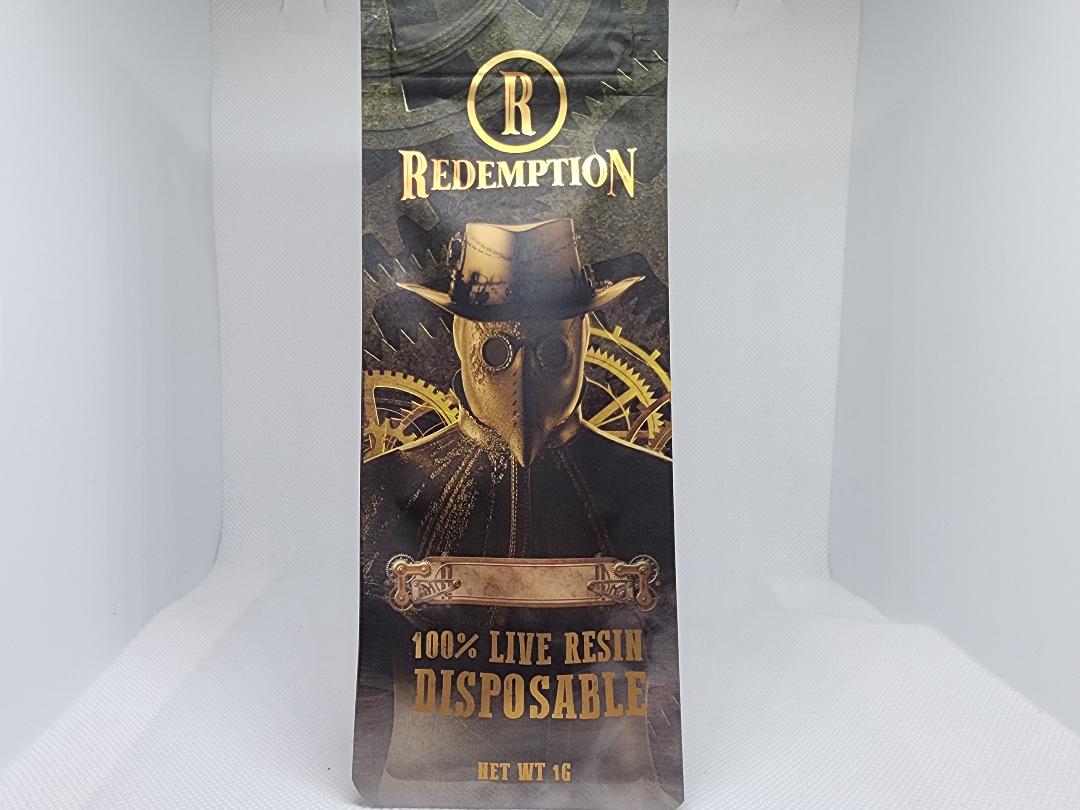 R
REDEMPTION
100% LIVE RESIN
DISPOSABLE
NET WT 1G